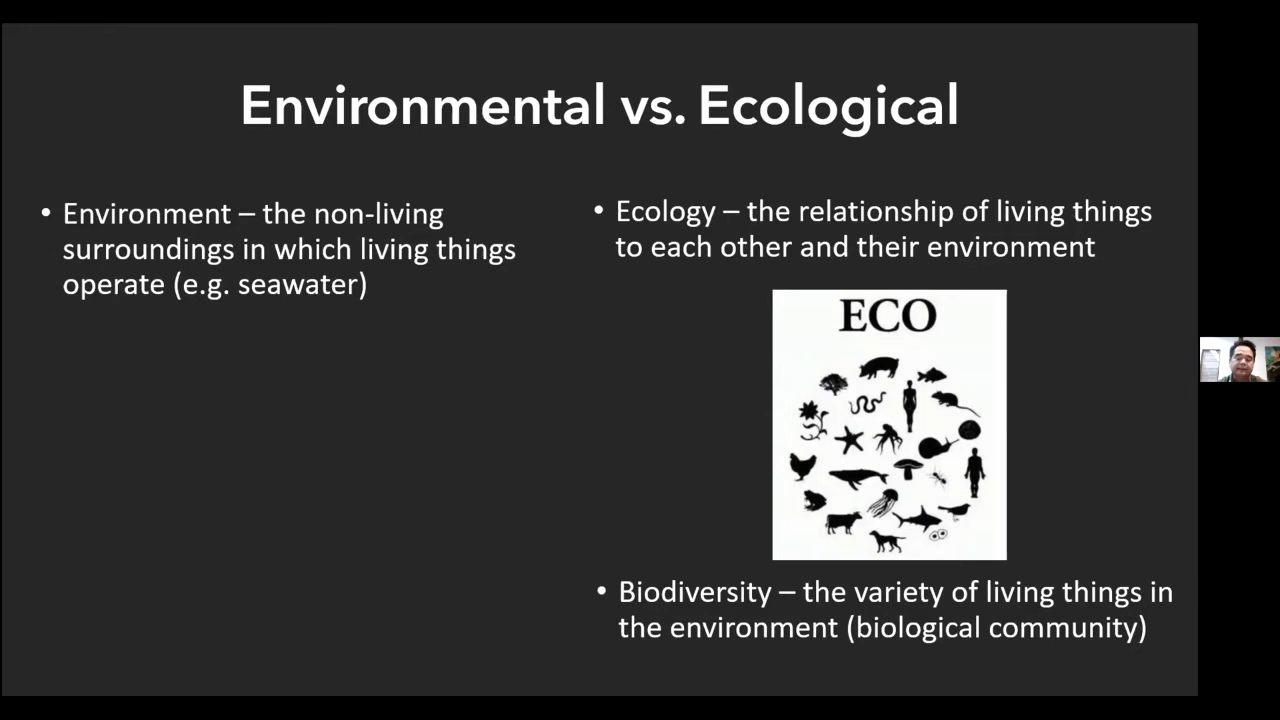 Environmental vs. Ecological
• Environment – the non-living
surroundings in which living things
operate (e.g. seawater)
• Ecology – the relationship of living things
to each other and their environment
ECO
• Biodiversity – the variety of living things in
the environment (biological community)